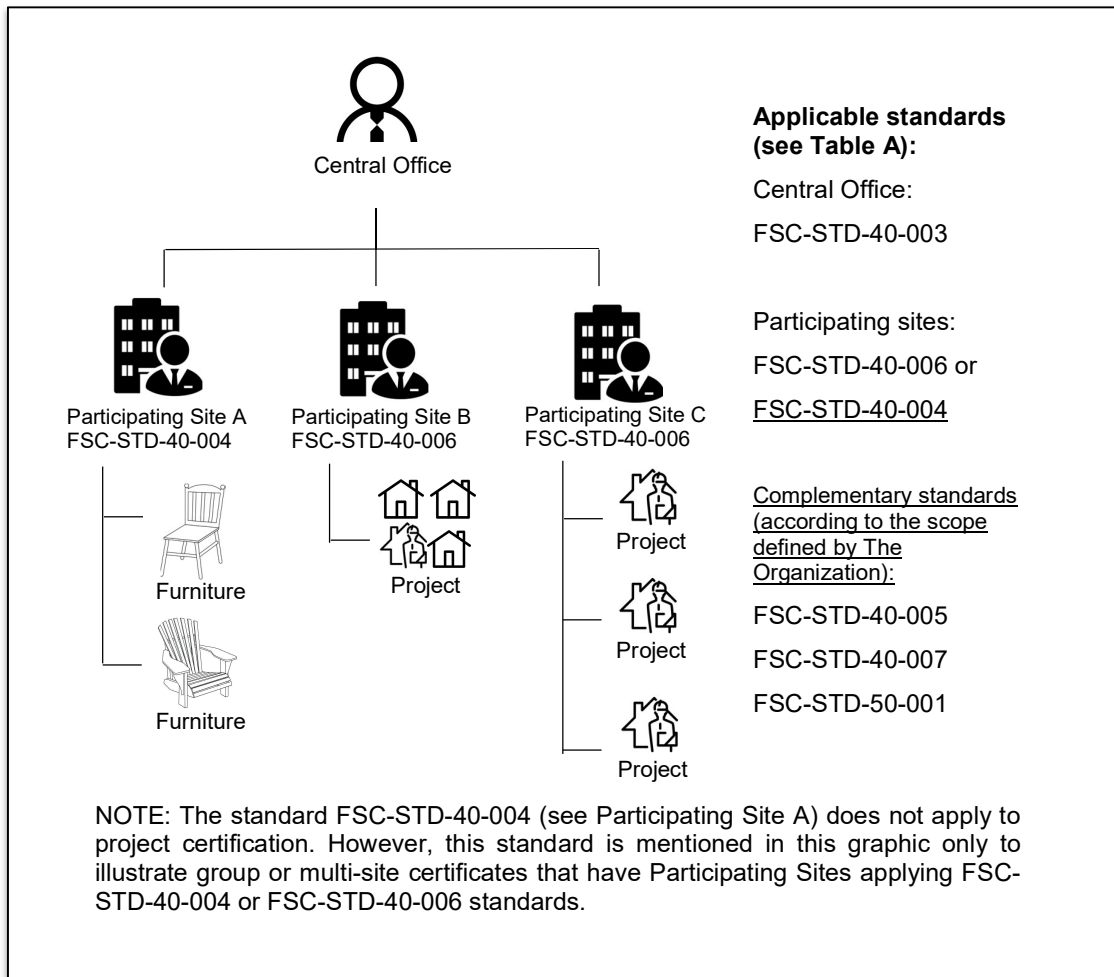 Central Office
Participating Site A
FSC-STD-40-004
Furniture
Furniture
Participating Site B
FSC-STD-40-006
Project
Participating Site C
FSC-STD-40-006
Project
Project
Project
Applicable standards
(see Table A):
Central Office:
FSC-STD-40-003
Participating sites:
FSC-STD-40-006 or
FSC-STD-40-004
Complementary standards
(according to the scope
defined by The
Organization):
FSC-STD-40-005
FSC-STD-40-007
FSC-STD-50-001
NOTE: The standard FSC-STD-40-004 (see Participating Site A) does not apply to
project certification. However, this standard is mentioned in this graphic only to
illustrate group or multi-site certificates that have Participating Sites applying FSC-
STD-40-004 or FSC-STD-40-006 standards.